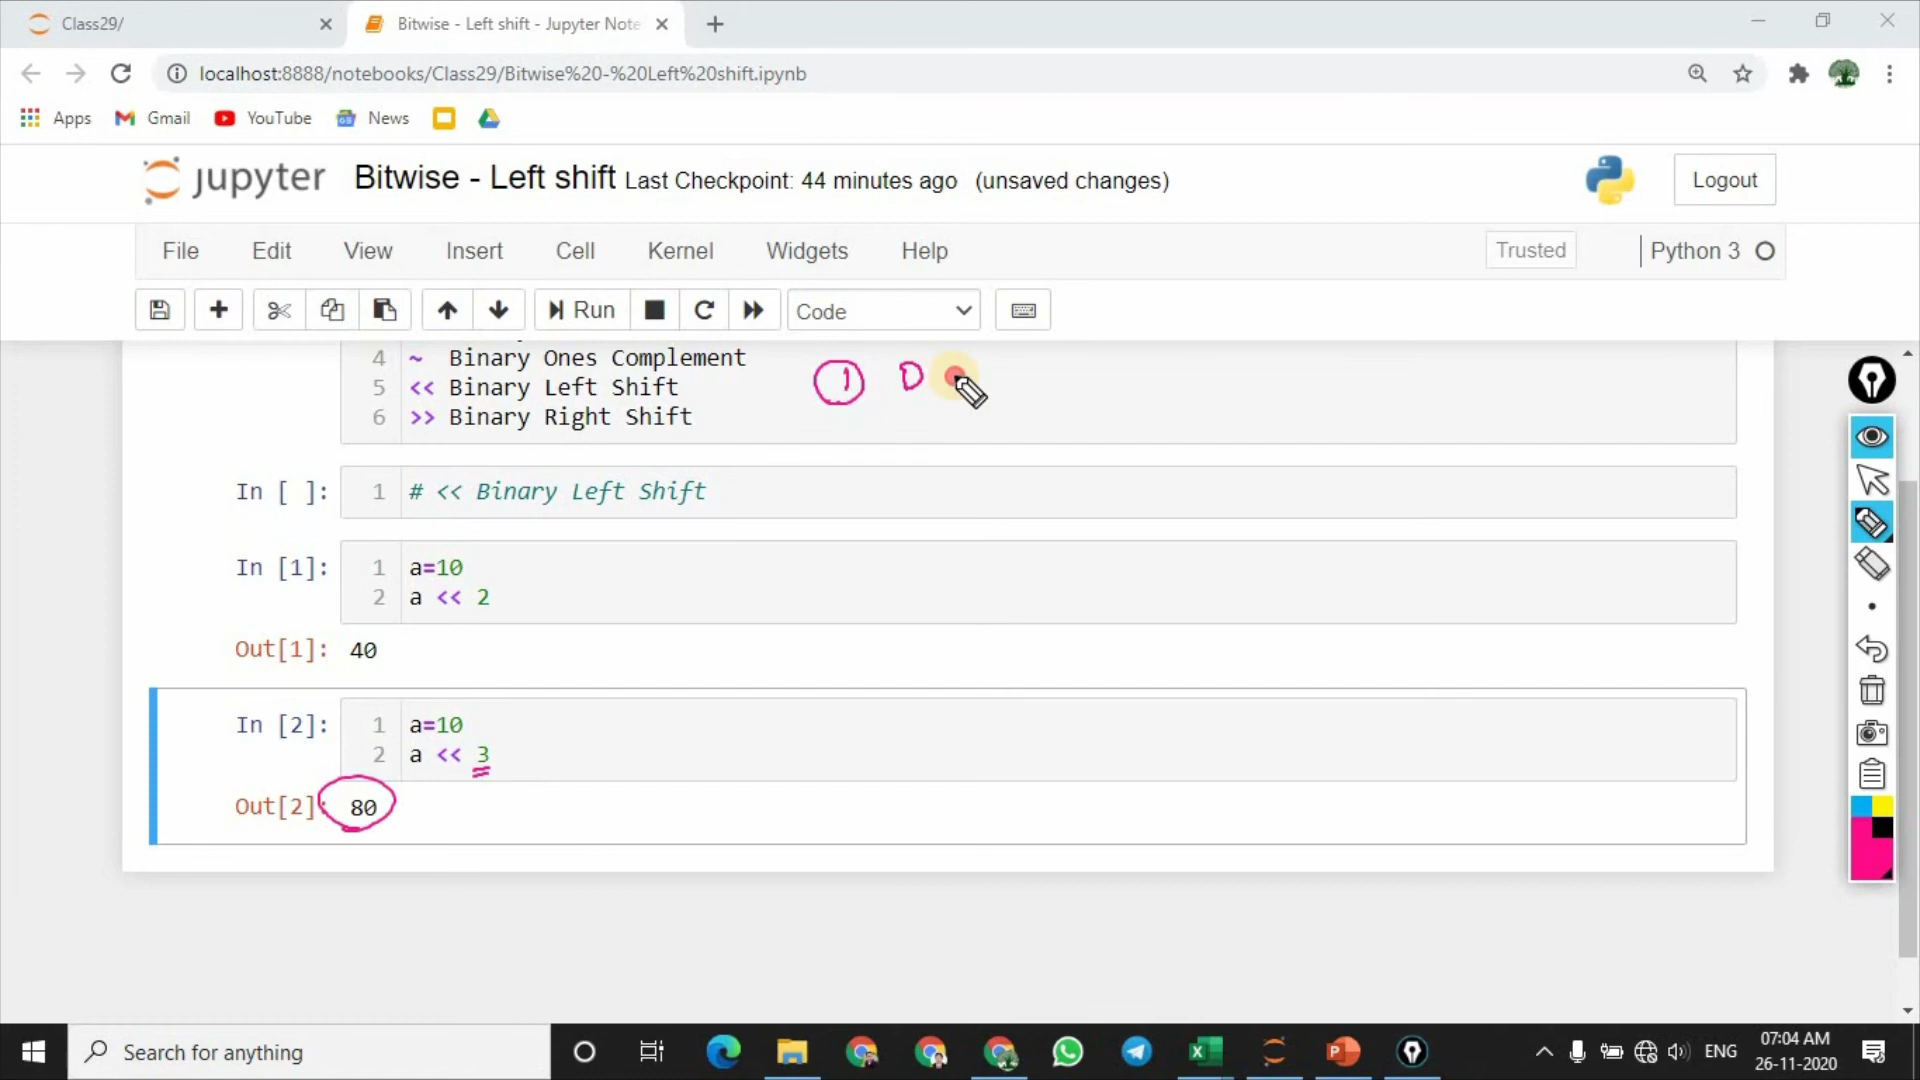 Class29/
Bitwise - Left shift - Jupyter Note
localhost:8888/notebooks/Class29/Bitwise%20-%20Left%20shift.ipynb
Apps Gmail YouTube News
jupyter Bitwise - Left shift Last Checkpoint: 44 minutes ago (unsaved changes) Logout
File Edit View Insert Cell Kernel Widgets Help Trusted Python 3
Run Code
4 ~ Binary Ones Complement
5 << Binary Left Shift
6 >> Binary Right Shift
1 D
In [ ]: 1 # << Binary Left Shift
In [1]: 1 a=10
2 a << 2
Out[1]: 40
In [2]: 1 a=10
2 a << 3
Out[2]: 80
Search for anything
ENG
07:04 AM
26-11-2020